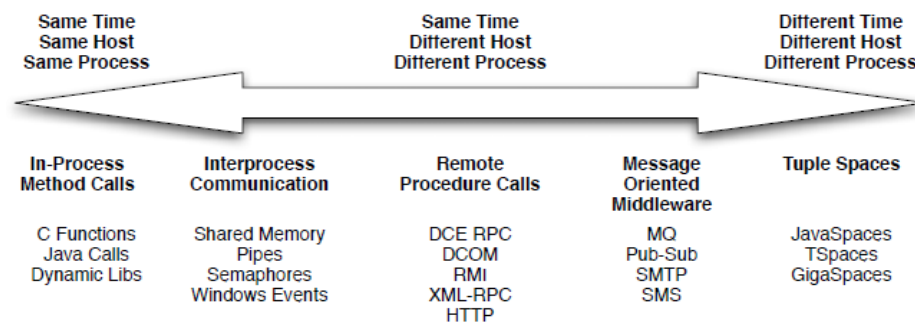 Same Time
Same Host
Same Process
Same Time
Different Host
Different Process
Different Time
Different Host
Different Process
In-Process
Method Calls
C Functions
Java Calls
Dynamic Libs
Interprocess
Communication
Shared Memory
Pipes
Semaphores
Windows Events
Remote
Procedure Calls
DCE RPC
DCOM
RMI
XML-RPC
HTTP
Message
Oriented
Middleware
MQ
Pub-Sub
SMTP
SMS
Tuple Spaces
JavaSpaces
TSpaces
GigaSpaces